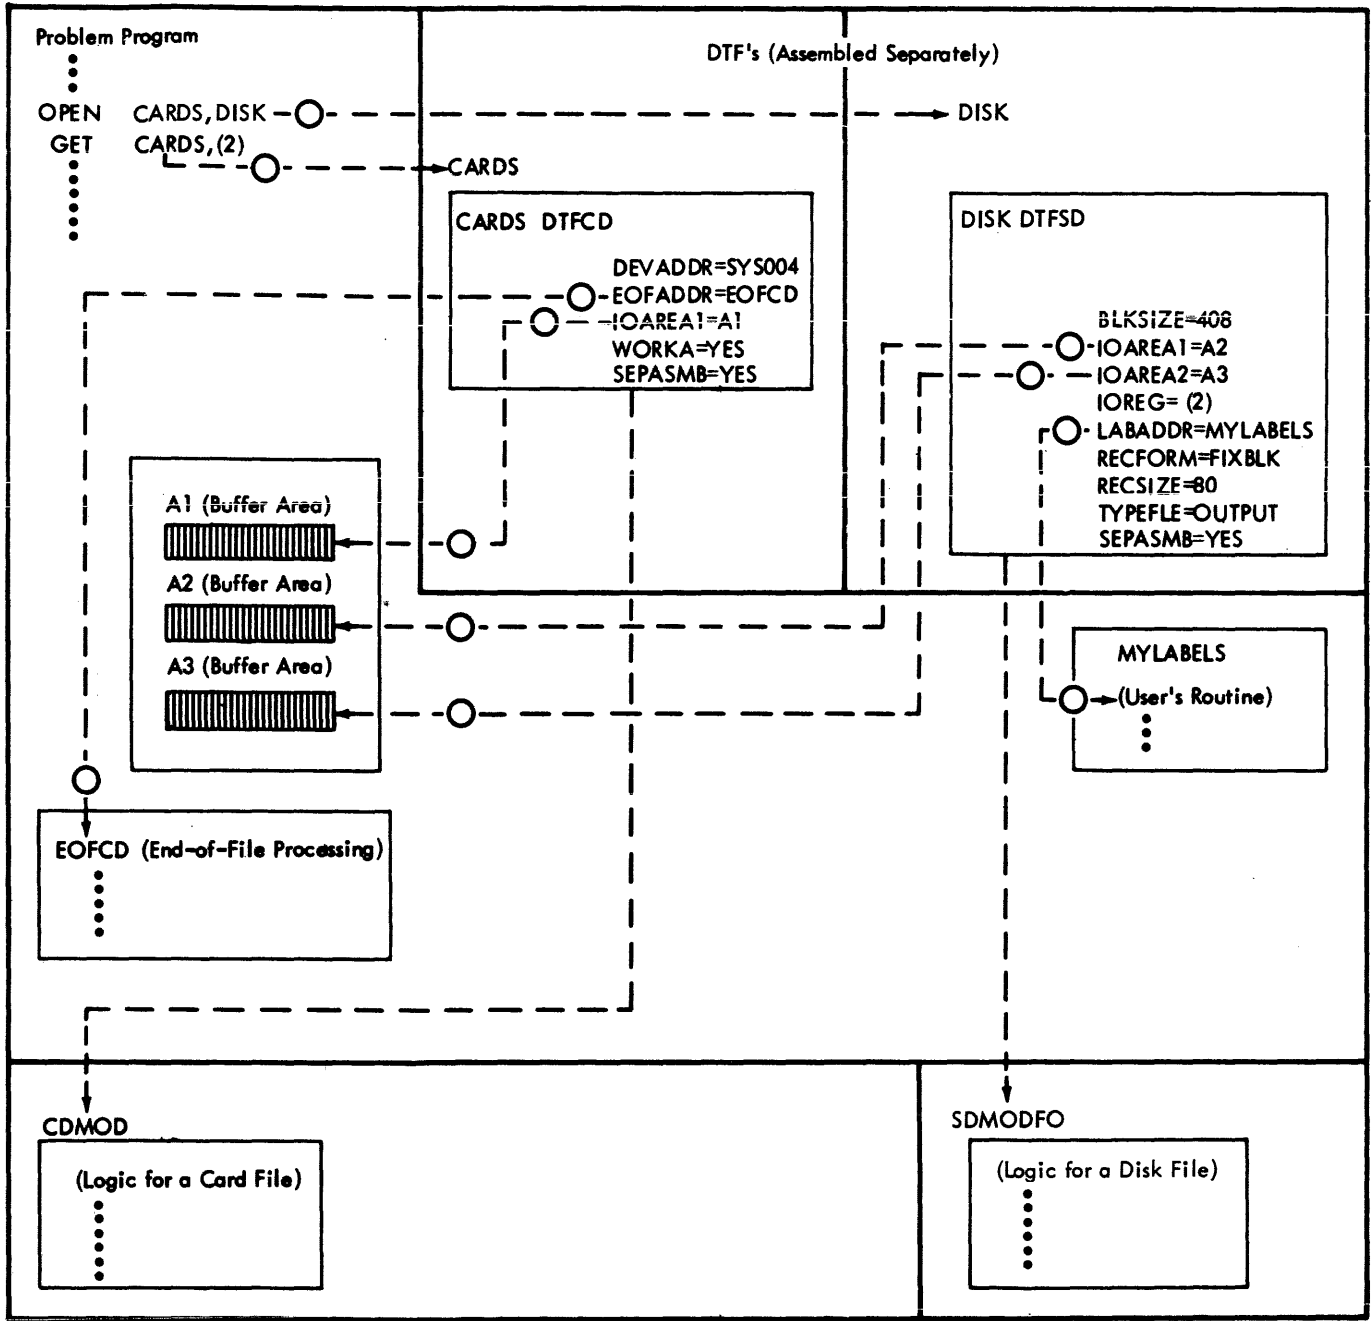 Problem Program
DTF's (Assembled Separately)
OPEN CARDS, DISK
DISK
GET CARDS, (2)
CARDS
CARDS DTFCD
DEVADDR=SYS004
EOFADDR=EOFCD
IOAREA1=A1
WORKA=YES
SEPASMB=YES
DISK DTFSD
BLKSIZE=408
IOAREA1=A2
IOAREA2=A3
IOREG= (2)
LABADDR=MYLABELS
RECFORM=FIXBLK
RECSIZE=80
TYPEFLE=OUTPUT
SEPASMB=YES
A1 (Buffer Area)
A2 (Buffer Area)
A3 (Buffer Area)
MYLABELS
(User's Routine)
EOFCD (End-of-File Processing)
CDMOD
(Logic for a Card File)
SDMODFO
(Logic for a Disk File)